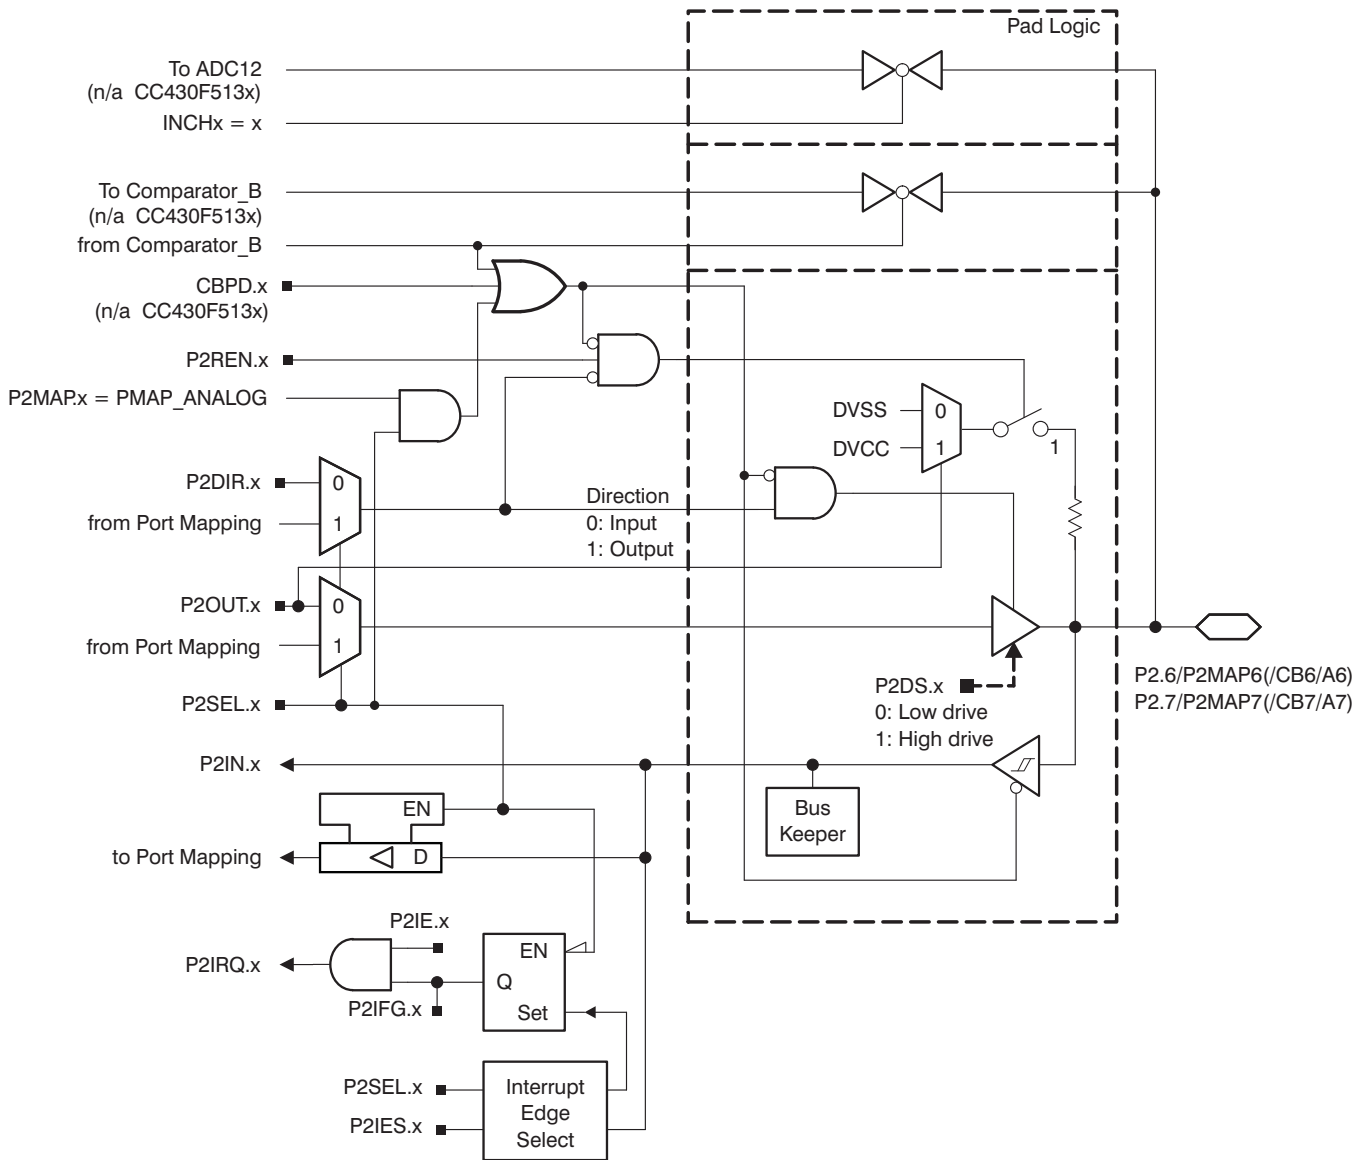 Pad Logic
To ADC12
(n/a CC430F513x)
INCHx = x
To Comparator_B
(n/a CC430F513x)
from Comparator_B
CBPD.x
(n/a CC430F513x)
P2REN.x
P2MAP.x = PMAP_ANALOG
DVSS
0
DVCC
1
1
P2DIR.x
0
from Port Mapping
1
Direction
0: Input
1: Output
P2OUT.x
0
from Port Mapping
1
P2SEL.x
P2DS.x
0: Low drive
1: High drive
P2.6/P2MAP6(/CB6/A6)
P2.7/P2MAP7(/CB7/A7)
P2IN.x
Bus
Keeper
EN
to Port Mapping
D
P2IE.x
P2IRQ.x
EN
Q
P2IFG.x
Set
P2SEL.x
P2IES.x
Interrupt
Edge
Select